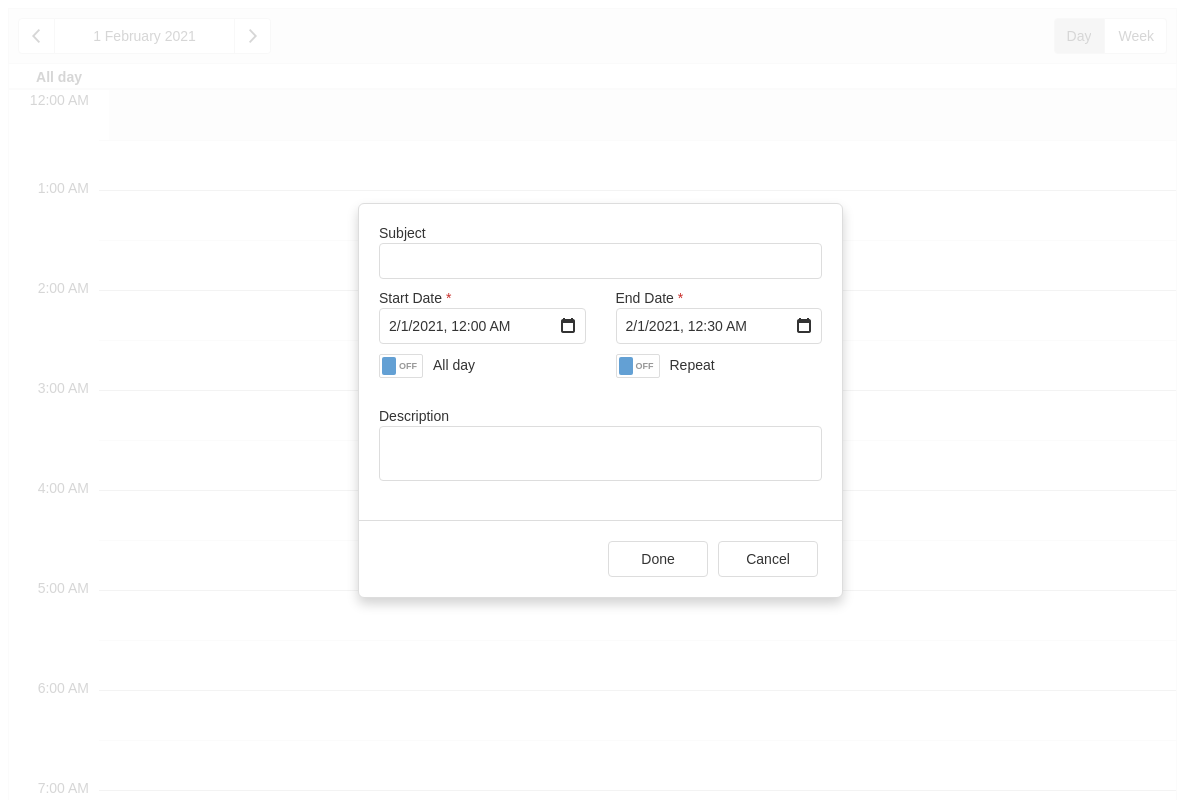 1 February 2021
Day
Week
All day
12:00 AM
1:00 AM
2:00 AM
3:00 AM
4:00 AM
5:00 AM
6:00 AM
7:00 AM
Subject
Start Date *
End Date *
2/1/2021, 12:00 AM
2/1/2021, 12:30 AM
OFF
All day
OFF
Repeat
Description
Done
Cancel